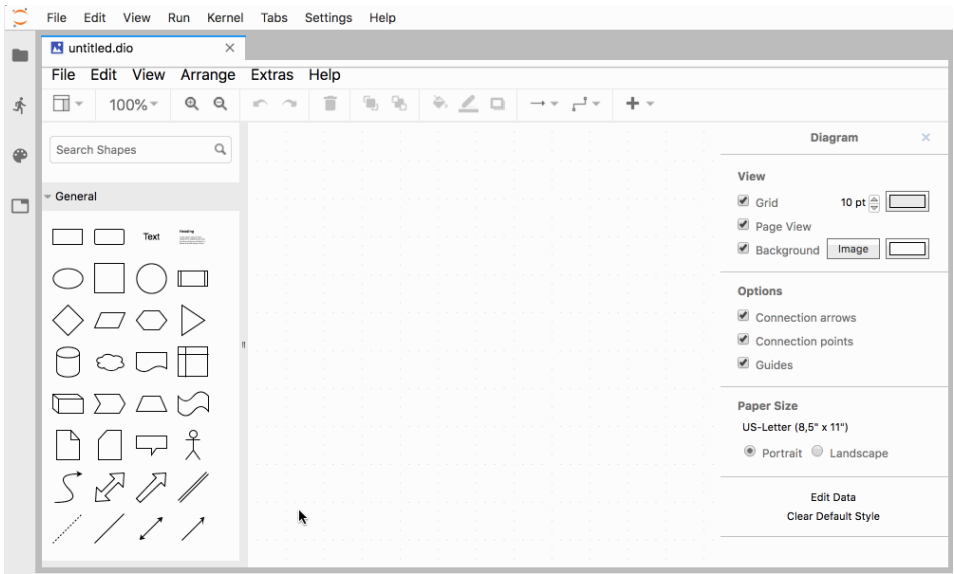 File Edit View Run Kernel Tabs Settings Help
untitled.dio
File Edit View Arrange Extras Help
100%
Search Shapes
General
Text
Heading
Diagram
View
Grid 10 pt
Page View
Background Image
Options
Connection arrows
Connection points
Guides
Paper Size
US-Letter (8,5" x 11")
Portrait Landscape
Edit Data
Clear Default Style